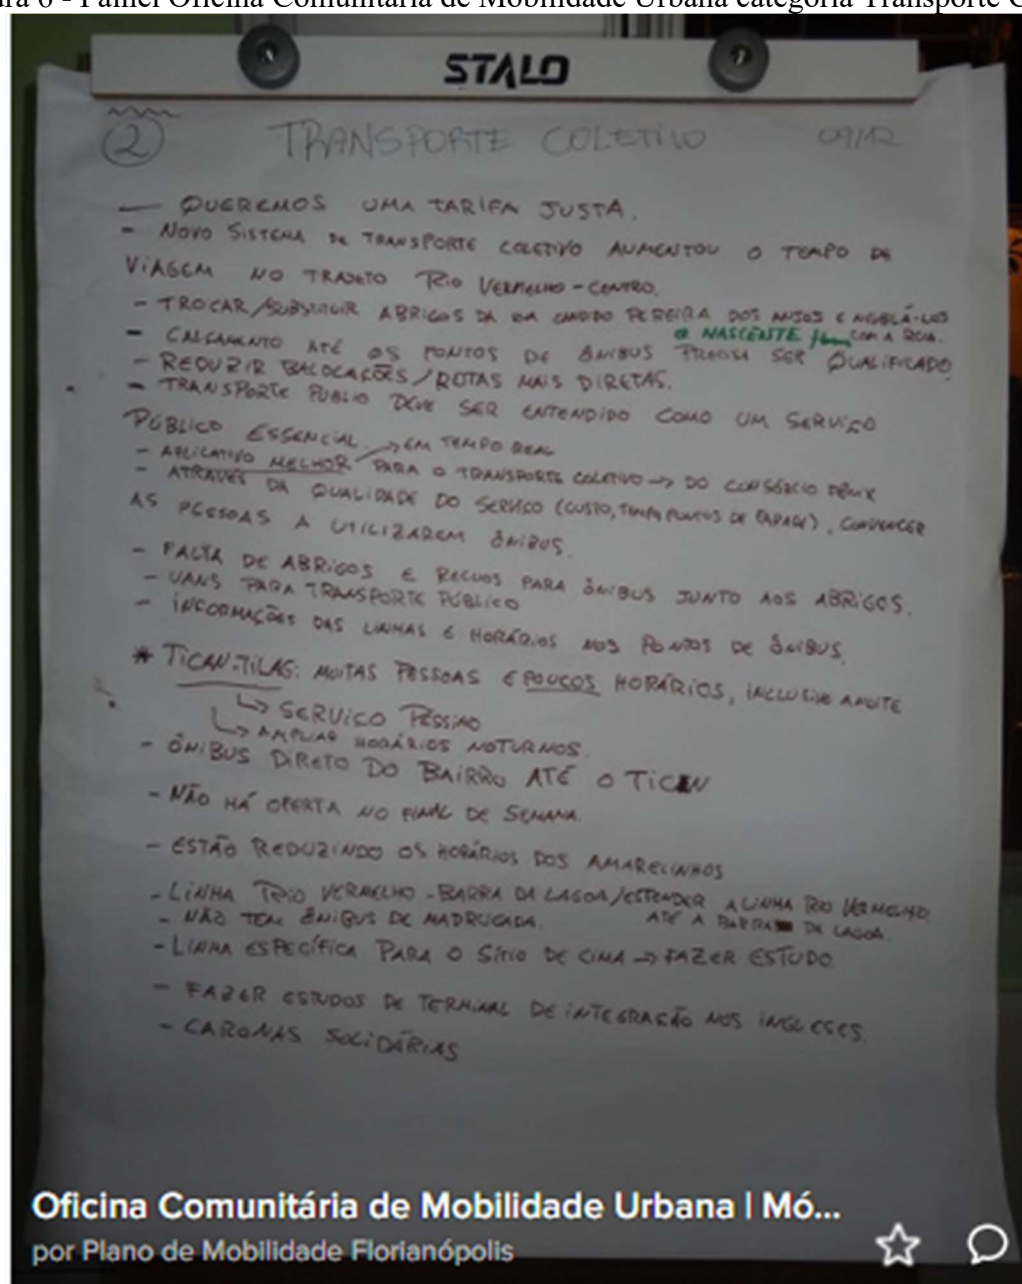 ura 6 - Painel Oficina Comunitária de Mobilidade Urbana categoria Transporte C
STALO
2 TRANSPORTE COLETIVO 09/12
— QUEREMOS UMA TARIFA JUSTA.
- NOVO SISTEMA DE TRANSPORTE COLETIVO AUMENTOU O TEMPO DE
VIAGEM NO TRAJETO RIO VERMELHO - CENTRO.
- TROCAR/SUBSTITUIR ABRIGOS DA CANDIDO PEREIRA DOS ANJOS E
NASCENTE COM A RUA.
- CALÇAMENTO ATÉ OS PONTOS DE ÔNIBUS PRECISA SER QUALIFICADO
- REDUZIR BALDEAÇÕES / ROTAS MAIS DIRETAS.
- TRANSPORTE PUBLIO DEVE SER ENTENDIDO COMO UM SERVIÇO
PÚBLICO ESSENCIAL. → EM TEMPO REAL
- APLICATIVO MELHOR PARA O TRANSPORTE COLETIVO → DO CONSÓRCIO FÊNIX
- ATRAVÉS DA QUALIDADE DO SERVIÇO (CUSTO, TEMPO, PONTOS DE PARADA), CONVENCER
AS PESSOAS A UTILIZAREM ÔNIBUS.
- FALTA DE ABRIGOS E RECUOS PARA ÔNIBUS JUNTO AOS ABRIGOS.
- VANS PARA TRANSPORTE PÚBLICO
- INFORMAÇÕES DAS LINHAS E HORÁRIOS NOS PONTOS DE ÔNIBUS.
* TICAN-TILAG: MUITAS PESSOAS E POUCOS HORÁRIOS, INCLUSIVE ANOITE
↳ SERVIÇO PÉSSIMO
↳ AMPLIAR HORÁRIOS NOTURNOS.
- ÔNIBUS DIRETO DO BAIRRO ATÉ O TICAN
- NÃO HÁ OFERTA NO FINAL DE SEMANA.
- ESTÃO REDUZINDO OS HORÁRIOS DOS AMARELINHOS
- LINHA RIO VERMELHO - BARRA DA LAGOA/ESTENDER A LINHA RIO VERMELHO
ATÉ A BARRA DA LAGOA.
- NÃO TEM ÔNIBUS DE MADRUGADA.
- LINHA ESPECÍFICA PARA O SÍTIO DE CIMA → FAZER ESTUDO
- FAZER ESTUDOS DE TERMINAL DE INTEGRAÇÃO NOS INGLESES.
- CARONAS SOLIDÁRIAS
Oficina Comunitária de Mobilidade Urbana | Mó...
por Plano de Mobilidade Florianópolis